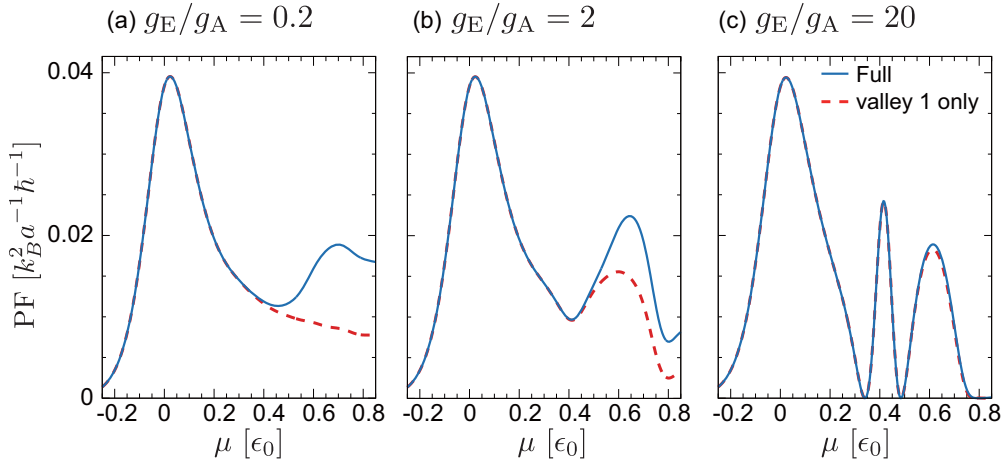 (a) g_E/g_A = 0.2 (b) g_E/g_A = 2 (c) g_E/g_A = 20
PF [k_B^2 a^{-1} ħ^{-1}]
0.04
0.02
0
Full
valley 1 only
-0.2 0 0.2 0.4 0.6 0.8 -0.2 0 0.2 0.4 0.6 0.8 -0.2 0 0.2 0.4 0.6 0.8
μ [ϵ_0] μ [ϵ_0] μ [ϵ_0]